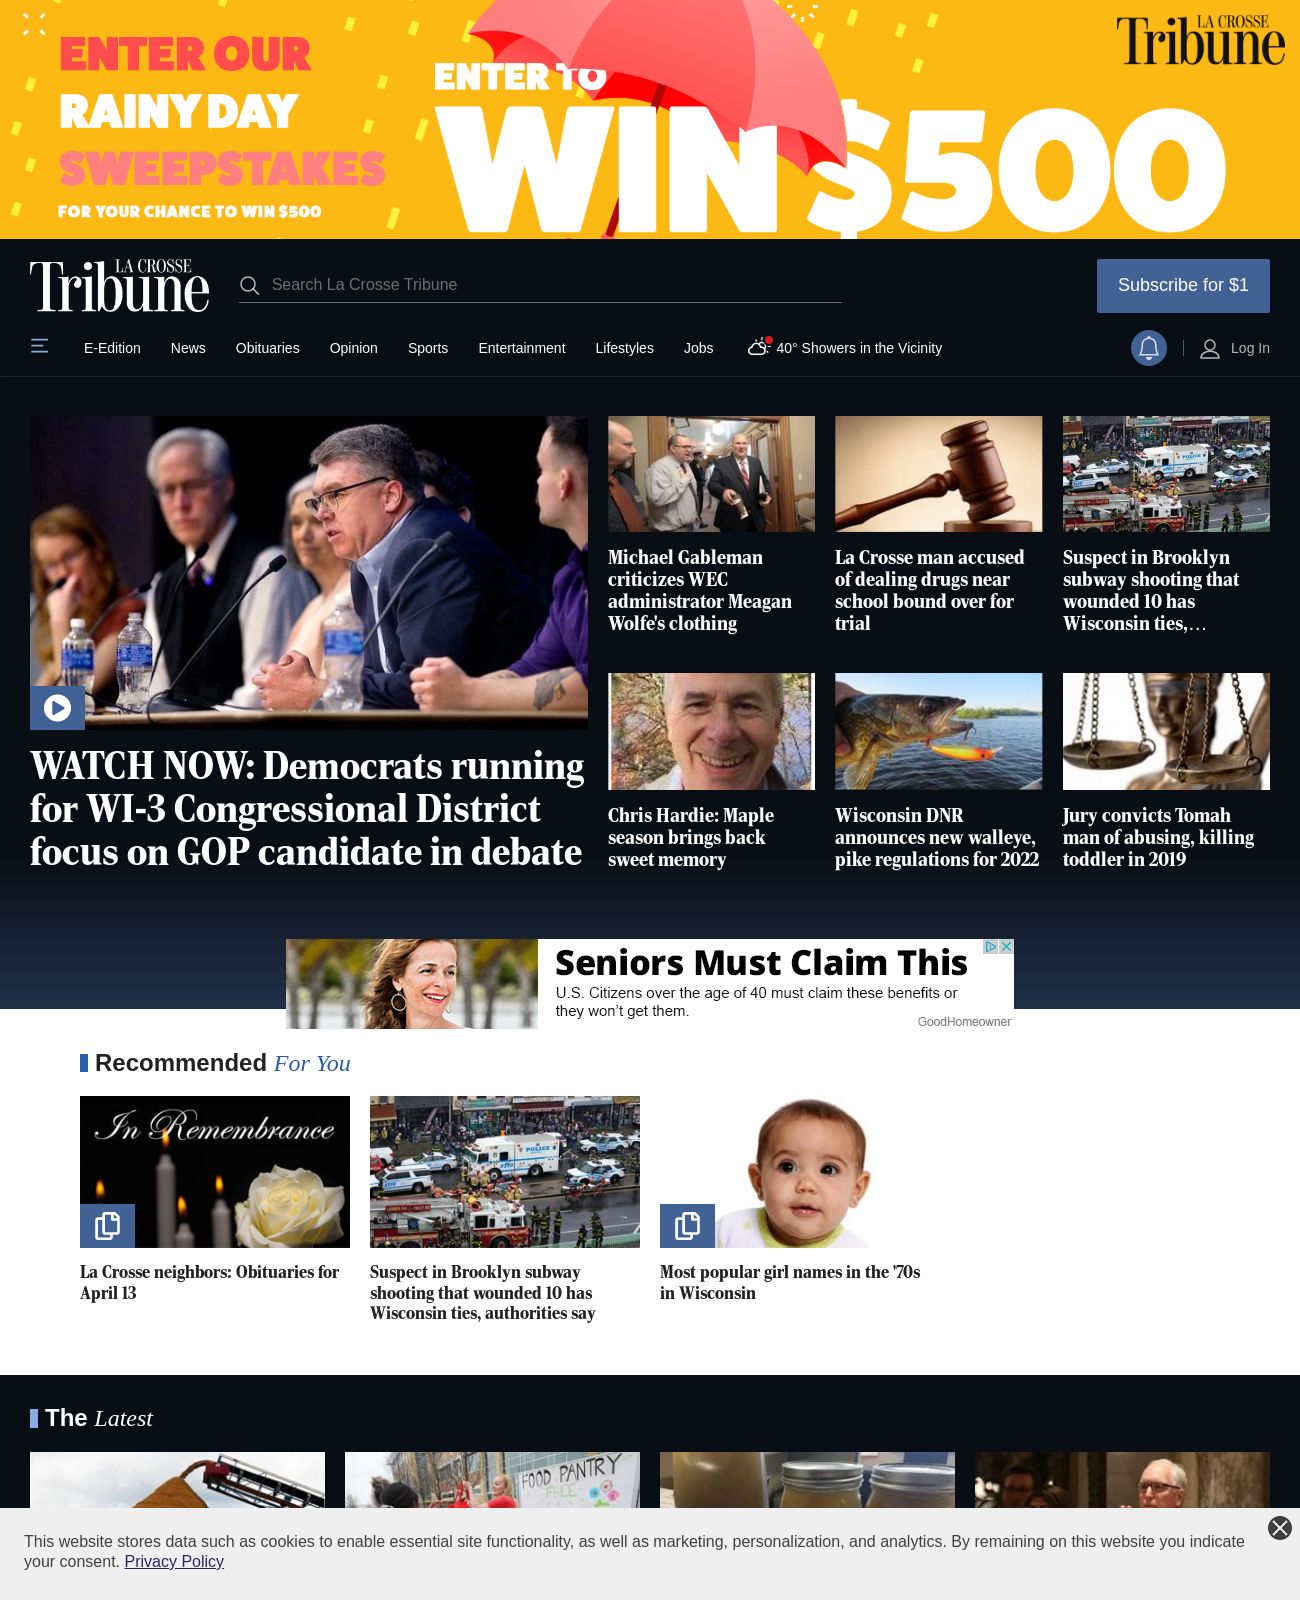 ENTER OUR
RAINY DAY
SWEEPSTAKES
FOR YOUR CHANCE TO WIN $500
ENTER TO
WIN $500
LA CROSSE
Tribune
LA CROSSE
Tribune
Search La Crosse Tribune
Subscribe for $1
E-Edition News Obituaries Opinion Sports Entertainment Lifestyles Jobs 40° Showers in the Vicinity Log In
WATCH NOW: Democrats running
for WI-3 Congressional District
focus on GOP candidate in debate
Michael Gableman
criticizes WEC
administrator Meagan
Wolfe's clothing
La Crosse man accused
of dealing drugs near
school bound over for
trial
POLICE
Suspect in Brooklyn
subway shooting that
wounded 10 has
Wisconsin ties,…
Chris Hardie: Maple
season brings back
sweet memory
Wisconsin DNR
announces new walleye,
pike regulations for 2022
Jury convicts Tomah
man of abusing, killing
toddler in 2019
Seniors Must Claim This
U.S. Citizens over the age of 40 must claim these benefits or
they won't get them.
GoodHomeowner
Recommended For You
In Remembrance
La Crosse neighbors: Obituaries for
April 13
POLICE
Suspect in Brooklyn subway
shooting that wounded 10 has
Wisconsin ties, authorities say
Most popular girl names in the '70s
in Wisconsin
The Latest
FOOD PANTRY
FREE
This website stores data such as cookies to enable essential site functionality, as well as marketing, personalization, and analytics. By remaining on this website you indicate
your consent. Privacy Policy